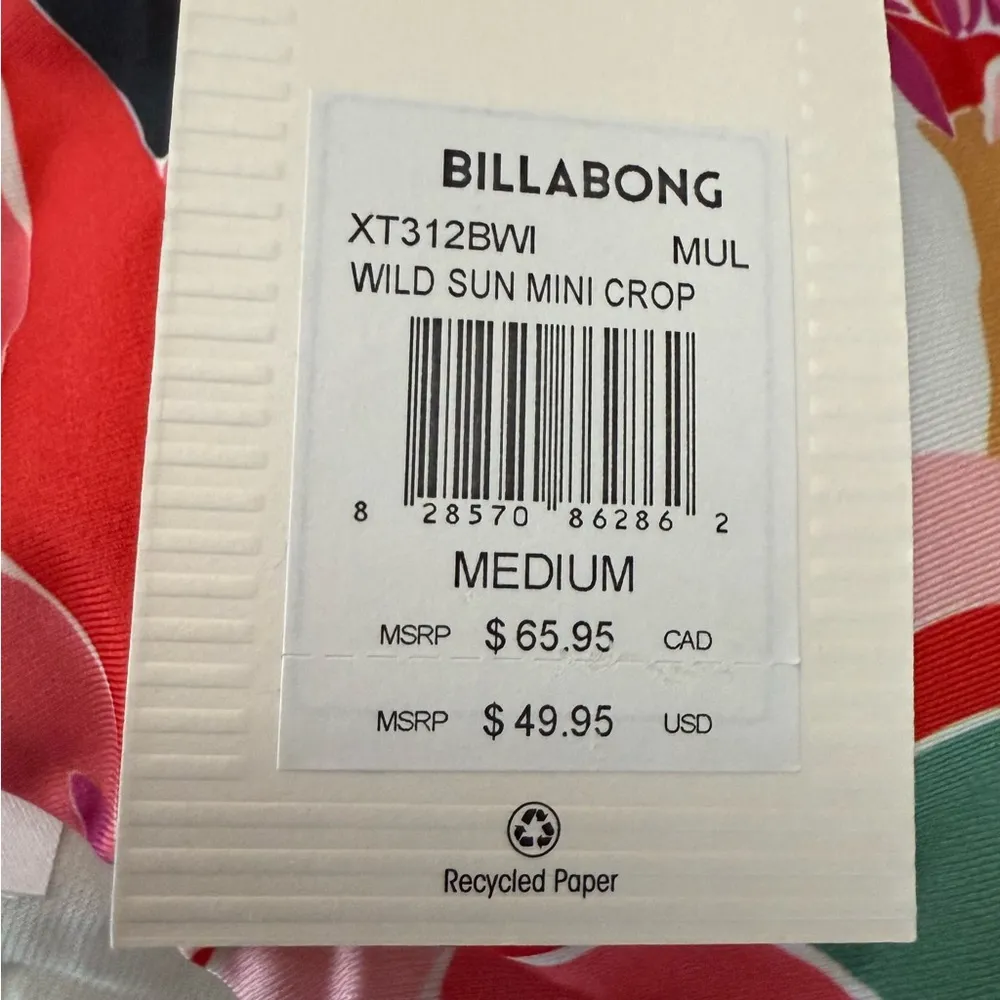 BILLABONG
XT312BWI MUL
WILD SUN MINI CROP
8 28570 86286 2
MEDIUM
MSRP $ 65.95 CAD
MSRP $ 49.95 USD
Recycled Paper